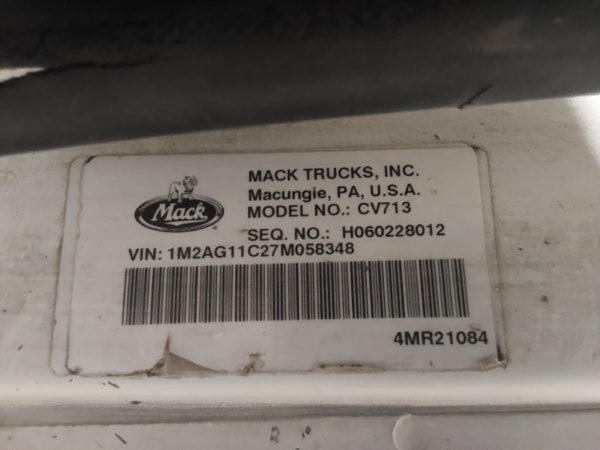 MACK TRUCKS, INC.
Macungie, PA, U.S.A.
MODEL NO.: CV713
Mack
SEQ. NO.: H060228012
VIN: 1M2AG11C27M058348
4MR21084